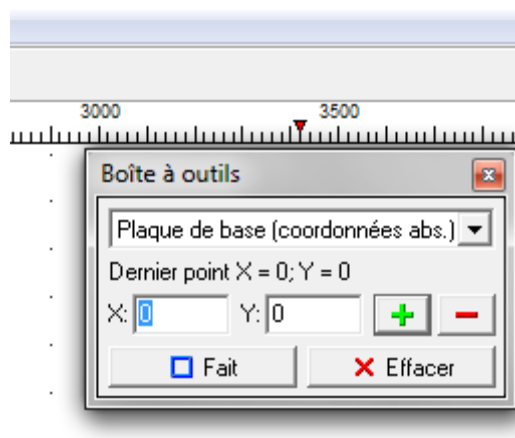 3000 3500
Boîte à outils
Plaque de base (coordonnées abs.)
Dernier point X = 0; Y = 0
X: 0 Y: 0
Fait Effacer